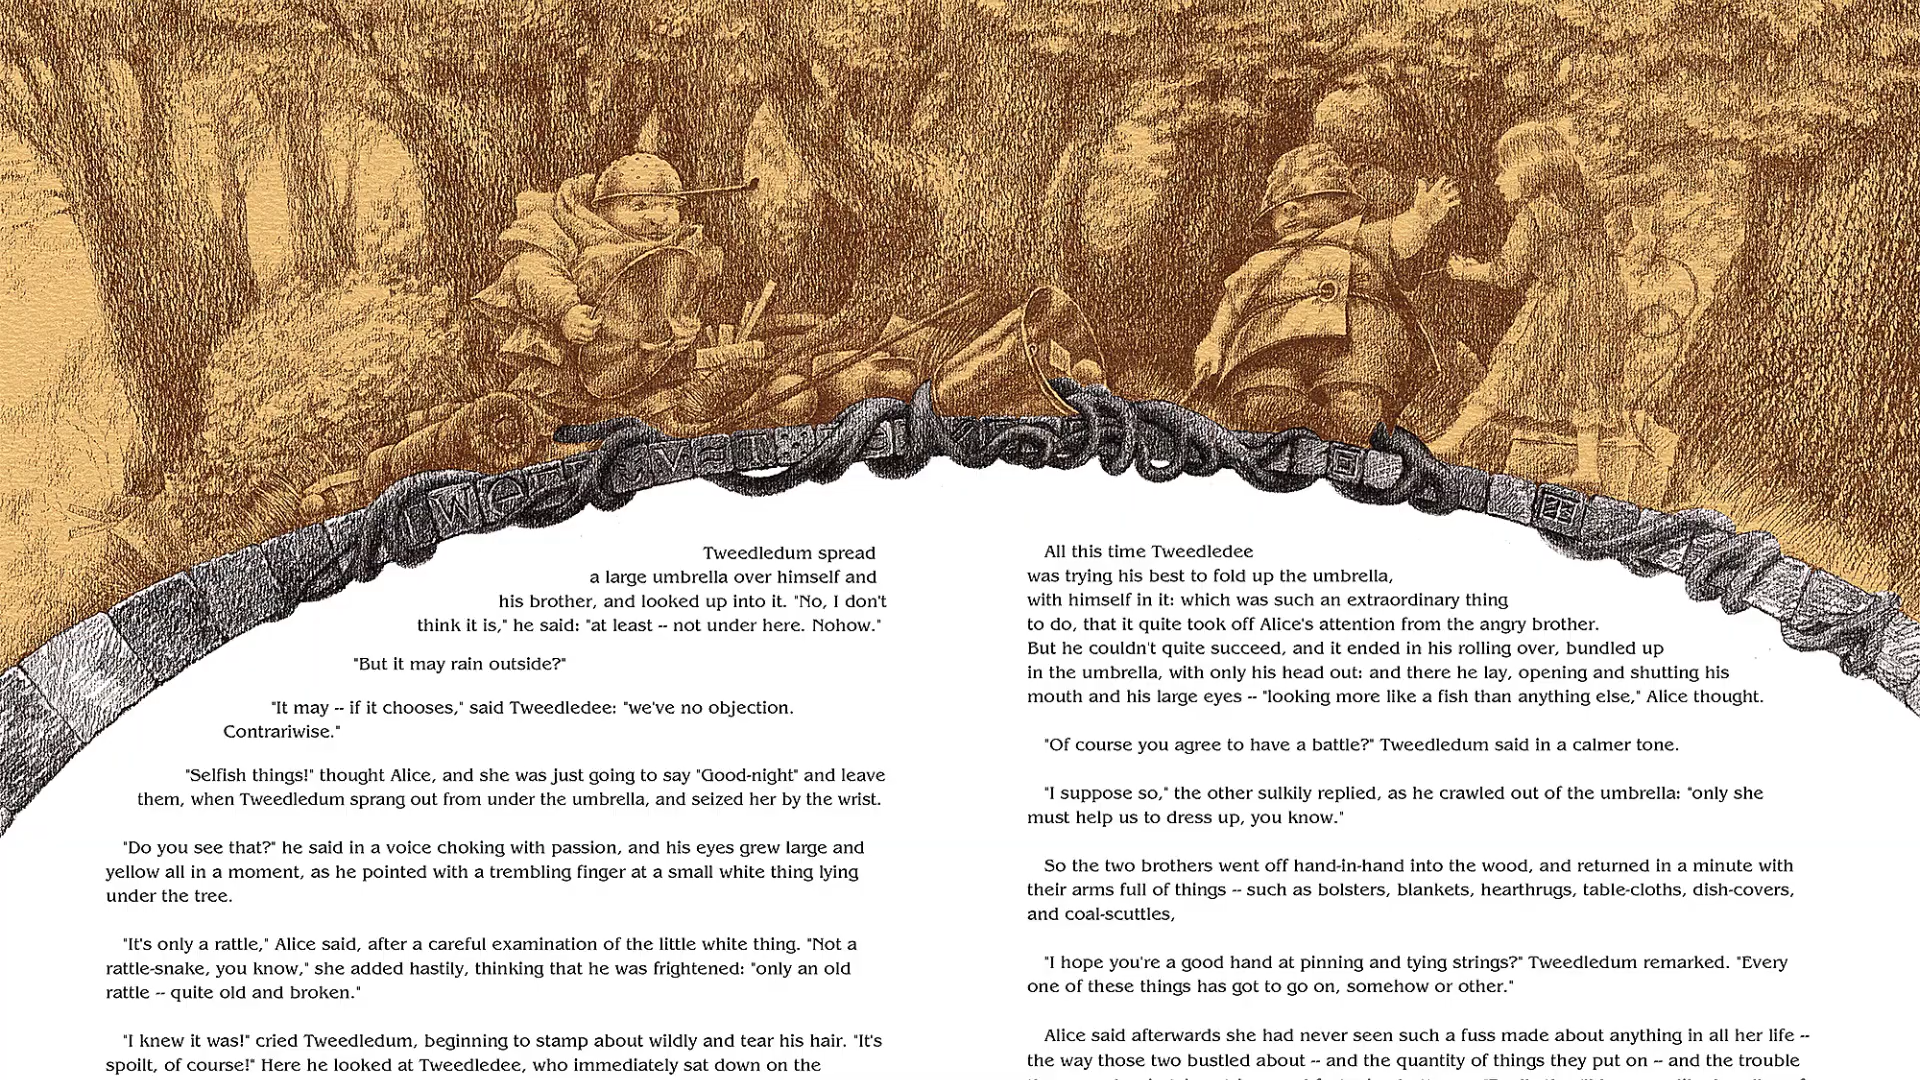 Tweedledum spread
a large umbrella over himself and
his brother, and looked up into it. "No, I don't
think it is," he said: "at least -- not under here. Nohow."
"But it may rain outside?"
"It may -- if it chooses," said Tweedledee: "we've no objection.
Contrariwise."
"Selfish things!" thought Alice, and she was just going to say "Good-night" and leave
them, when Tweedledum sprang out from under the umbrella, and seized her by the wrist.
"Do you see that?" he said in a voice choking with passion, and his eyes grew large and
yellow all in a moment, as he pointed with a trembling finger at a small white thing lying
under the tree.
"It's only a rattle," Alice said, after a careful examination of the little white thing. "Not a
rattle-snake, you know," she added hastily, thinking that he was frightened: "only an old
rattle -- quite old and broken."
"I knew it was!" cried Tweedledum, beginning to stamp about wildly and tear his hair. "It's
spoilt, of course!" Here he looked at Tweedledee, who immediately sat down on the
All this time Tweedledee
was trying his best to fold up the umbrella,
with himself in it: which was such an extraordinary thing
to do, that it quite took off Alice's attention from the angry brother.
But he couldn't quite succeed, and it ended in his rolling over, bundled up
in the umbrella, with only his head out: and there he lay, opening and shutting his
mouth and his large eyes -- "looking more like a fish than anything else," Alice thought.
"Of course you agree to have a battle?" Tweedledum said in a calmer tone.
"I suppose so," the other sulkily replied, as he crawled out of the umbrella: "only she
must help us to dress up, you know."
So the two brothers went off hand-in-hand into the wood, and returned in a minute with
their arms full of things -- such as bolsters, blankets, hearthrugs, table-cloths, dish-covers,
and coal-scuttles,
"I hope you're a good hand at pinning and tying strings?" Tweedledum remarked. "Every
one of these things has got to go on, somehow or other."
Alice said afterwards she had never seen such a fuss made about anything in all her life --
the way those two bustled about -- and the quantity of things they put on -- and the trouble